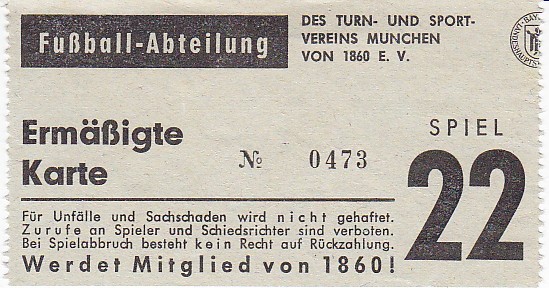 Fußball-Abteilung
DES TURN- UND SPORT-
VEREINS MUNCHEN
VON 1860 E. V.
Ermäßigte
Karte
№ 0473
SPIEL
22
Für Unfälle und Sachschaden wird nicht gehaftet.
Zurufe an Spieler und Schiedsrichter sind verboten.
Bei Spielabbruch besteht kein Recht auf Rückzahlung.
Werdet Mitglied von 1860!